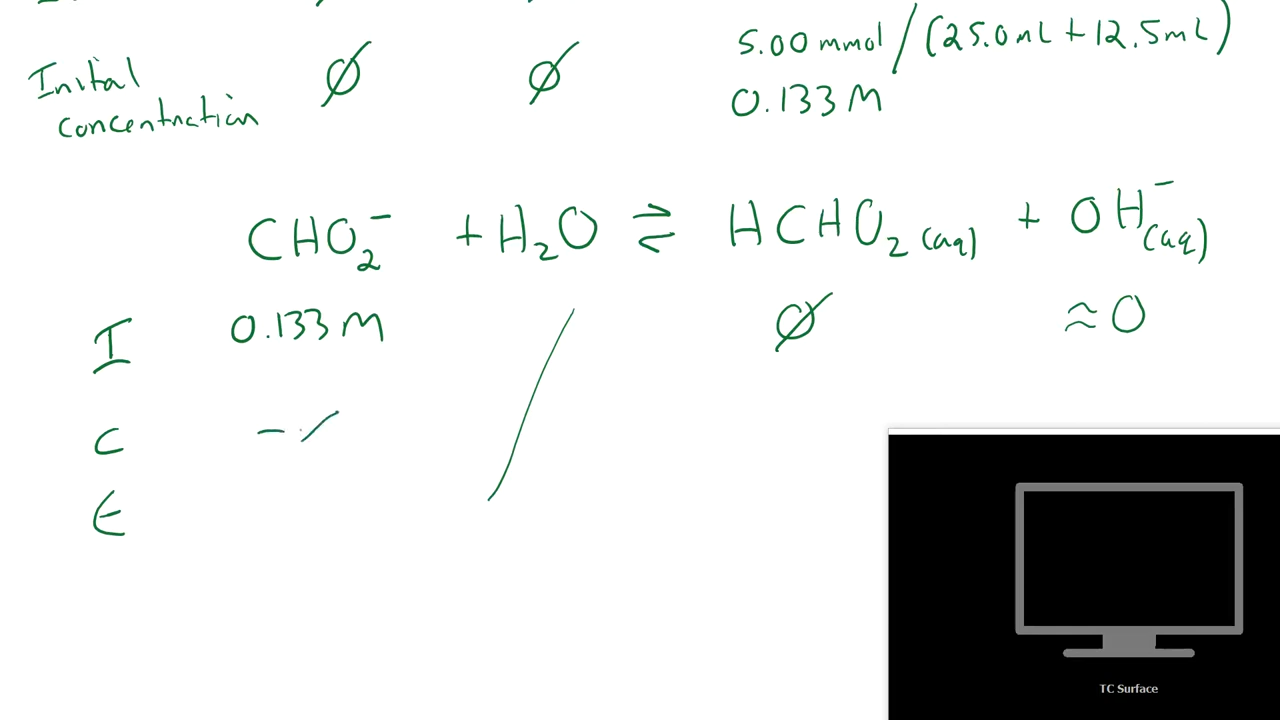 5.00 mmol / (25.0 mL + 12.5 mL)
Initial ∅ ∅
concentration 0.133 M
CHO₂⁻ + H₂O ⇌ HCHO₂ (aq) + OH⁻(aq)
I 0.133 M ∅ ≈ 0
C –
E
TC Surface